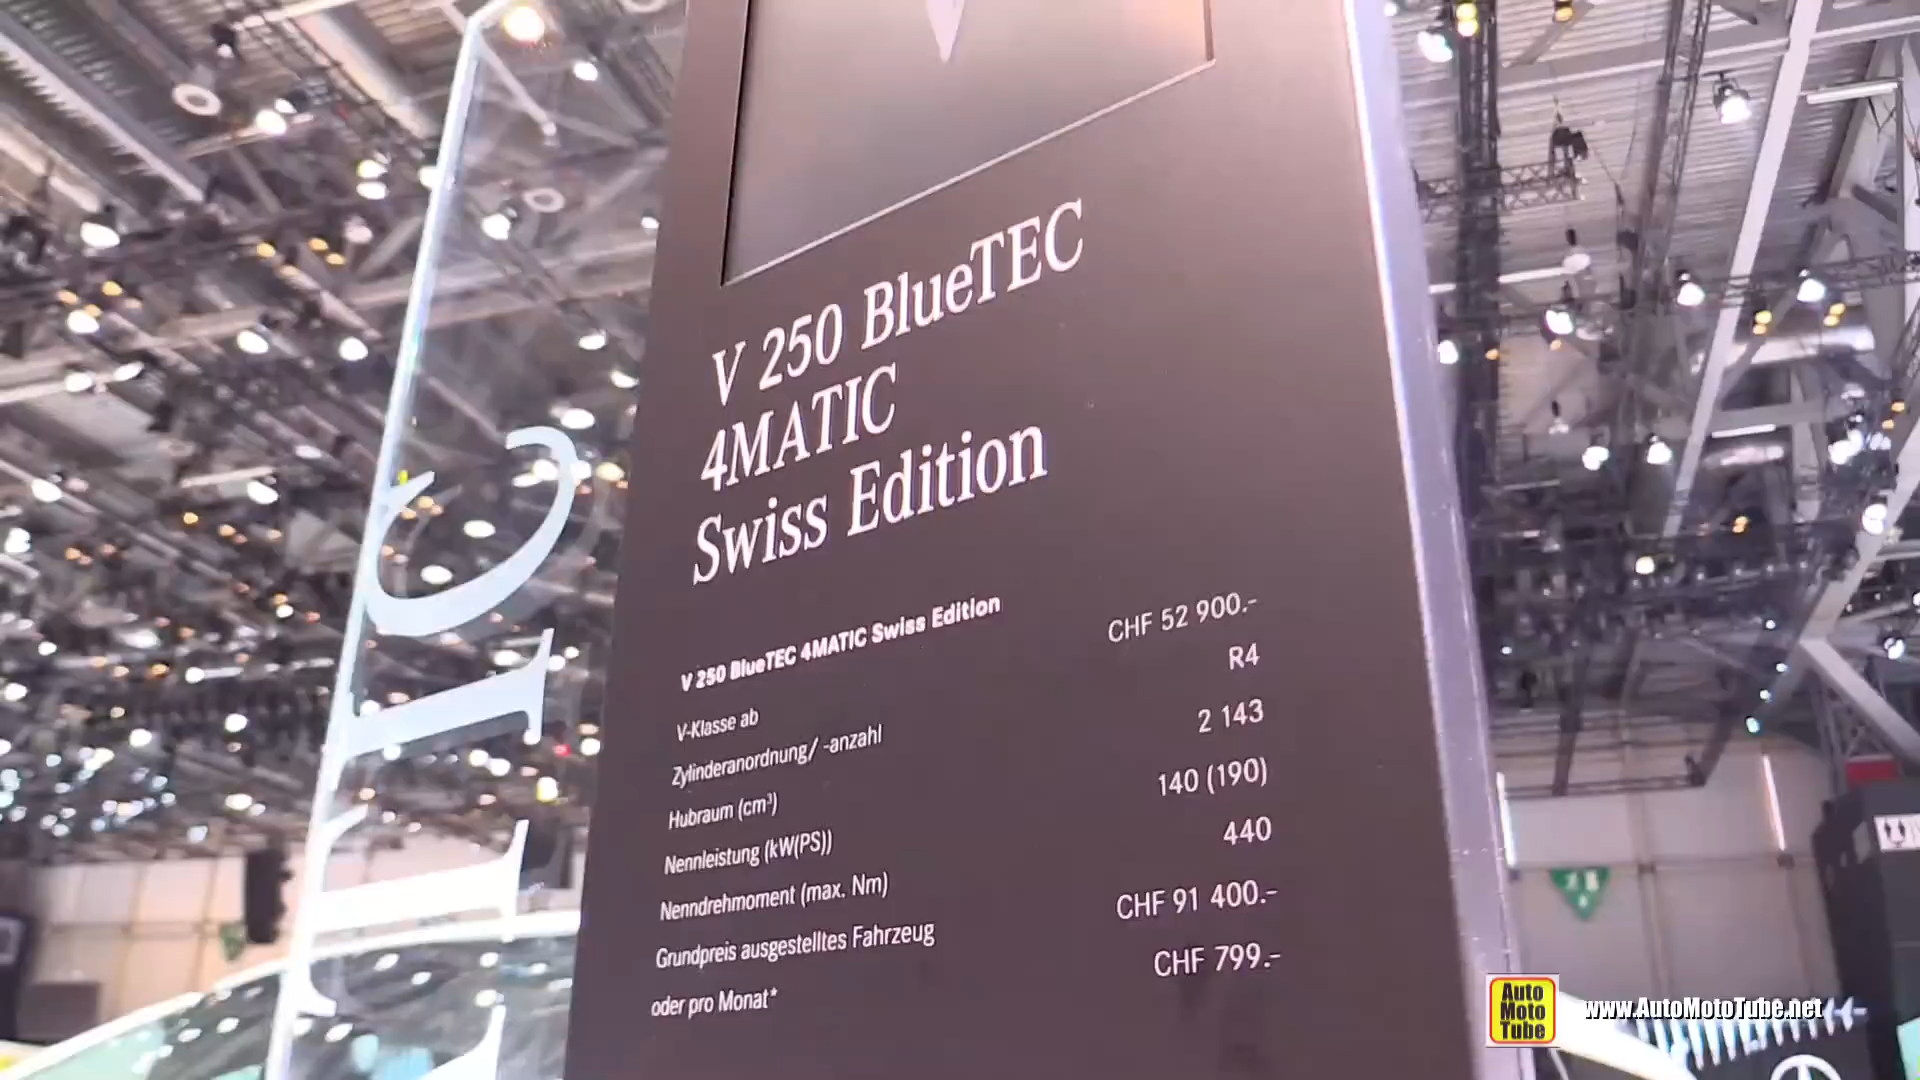 V 250 BlueTEC
4MATIC
Swiss Edition
V 250 BlueTEC 4MATIC Swiss Edition
V-Klasse ab CHF 52 900.-
Zylinderanordnung/ -anzahl R4
Hubraum (cm³) 2 143
Nennleistung (kW(PS)) 140 (190)
Nenndrehmoment (max. Nm) 440
Grundpreis ausgestelltes Fahrzeug CHF 91 400.-
oder pro Monat* CHF 799.-
Auto
Moto
Tube
www.AutoMotoTube.net